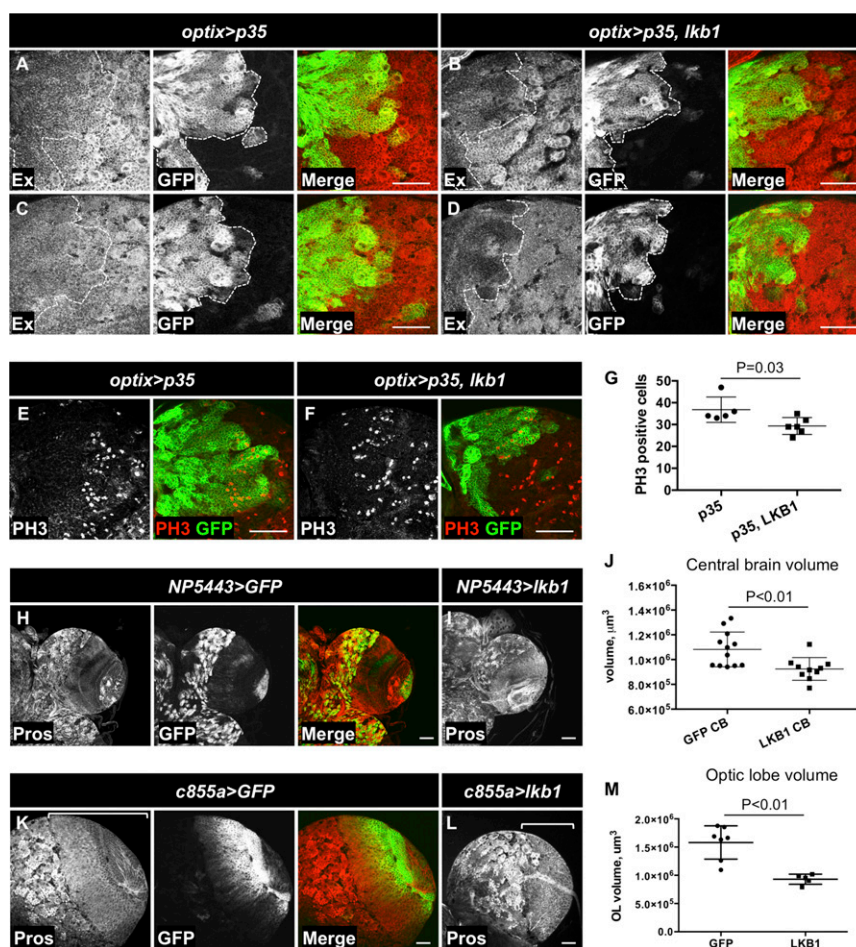 optix>p35
optix>p35, lkb1
A
Ex
GFP
Merge
B
Ex
GFP
Merge
C
Ex
GFP
Merge
D
Ex
GFP
Merge
optix>p35
optix>p35, lkb1
E
PH3
PH3 GFP
F
PH3
PH3 GFP
G
P=0.03
PH3 positive cells
50
40
30
20
10
0
p35
p35, LKB1
NP5443>GFP
NP5443>lkb1
H
Pros
GFP
Merge
I
Pros
J
Central brain volume
P<0.01
volume, μm³
1.6×10⁶
1.4×10⁶
1.2×10⁶
1.0×10⁶
8.0×10⁵
6.0×10⁵
GFP CB
LKB1 CB
c855a>GFP
c855a>lkb1
K
Pros
GFP
Merge
L
Pros
M
Optic lobe volume
P<0.01
OL volume, um³
2.0×10⁶
1.5×10⁶
1.0×10⁶
5.0×10⁵
0.0
GFP
LKB1